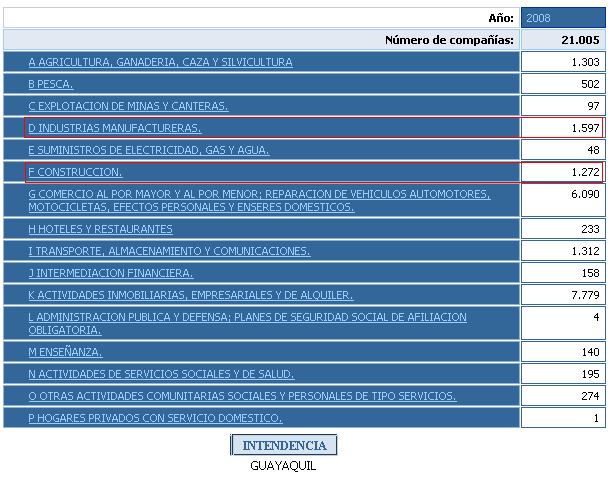 Año: 2008
Número de compañías: 21.005
A AGRICULTURA, GANADERIA, CAZA Y SILVICULTURA 1.303
B PESCA. 502
C EXPLOTACION DE MINAS Y CANTERAS. 97
D INDUSTRIAS MANUFACTURERAS. 1.597
E SUMINISTROS DE ELECTRICIDAD, GAS Y AGUA. 48
F CONSTRUCCION. 1.272
G COMERCIO AL POR MAYOR Y AL POR MENOR; REPARACION DE VEHICULOS AUTOMOTORES, 6.090
MOTOCICLETAS, EFECTOS PERSONALES Y ENSERES DOMESTICOS.
H HOTELES Y RESTAURANTES 233
I TRANSPORTE, ALMACENAMIENTO Y COMUNICACIONES. 1.312
J INTERMEDIACION FINANCIERA. 158
K ACTIVIDADES INMOBILIARIAS, EMPRESARIALES Y DE ALQUILER. 7.779
L ADMINISTRACION PUBLICA Y DEFENSA; PLANES DE SEGURIDAD SOCIAL DE AFILIACION 4
OBLIGATORIA.
M ENSEÑANZA. 140
N ACTIVIDADES DE SERVICIOS SOCIALES Y DE SALUD. 195
O OTRAS ACTIVIDADES COMUNITARIAS SOCIALES Y PERSONALES DE TIPO SERVICIOS. 274
P HOGARES PRIVADOS CON SERVICIO DOMESTICO. 1
INTENDENCIA
GUAYAQUIL